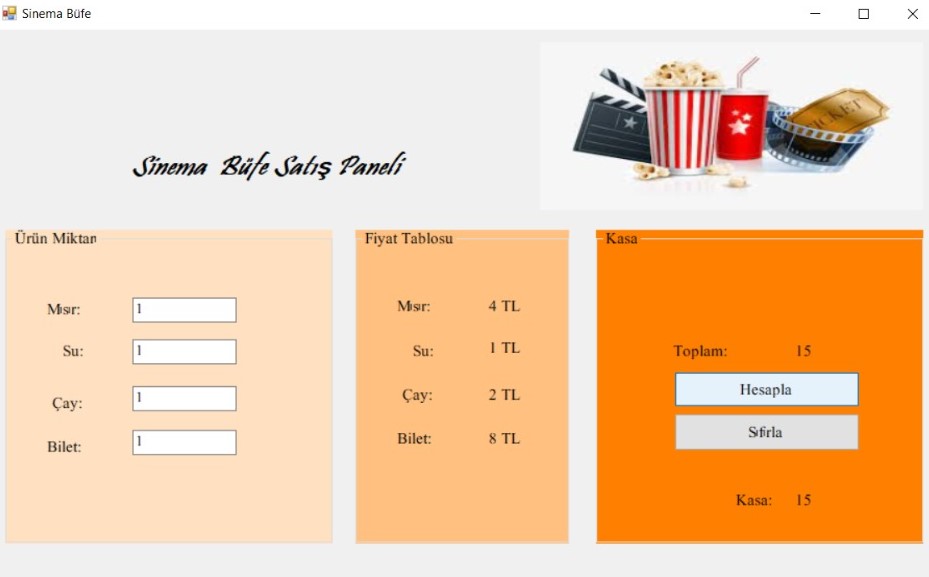 Sinema Büfe
TICKET
Sinema Büfe Satış Paneli
Ürün Miktarı
Mısır: 1
Su: 1
Çay: 1
Bilet: 1
Fiyat Tablosu
Mısır: 4 TL
Su: 1 TL
Çay: 2 TL
Bilet: 8 TL
Kasa
Toplam: 15
Hesapla
Sıfırla
Kasa: 15